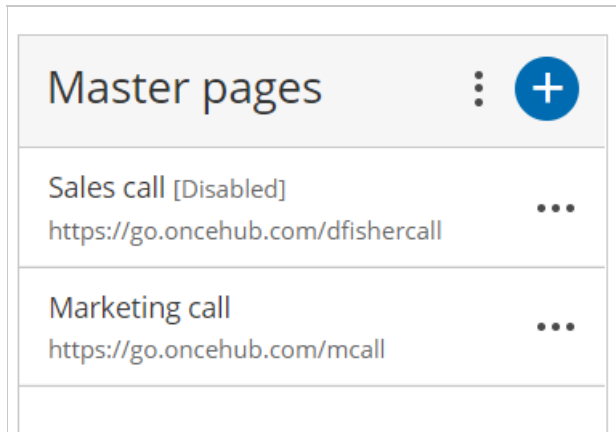 Master pages
Sales call [Disabled]
https://go.oncehub.com/dfishercall
Marketing call
https://go.oncehub.com/mcall